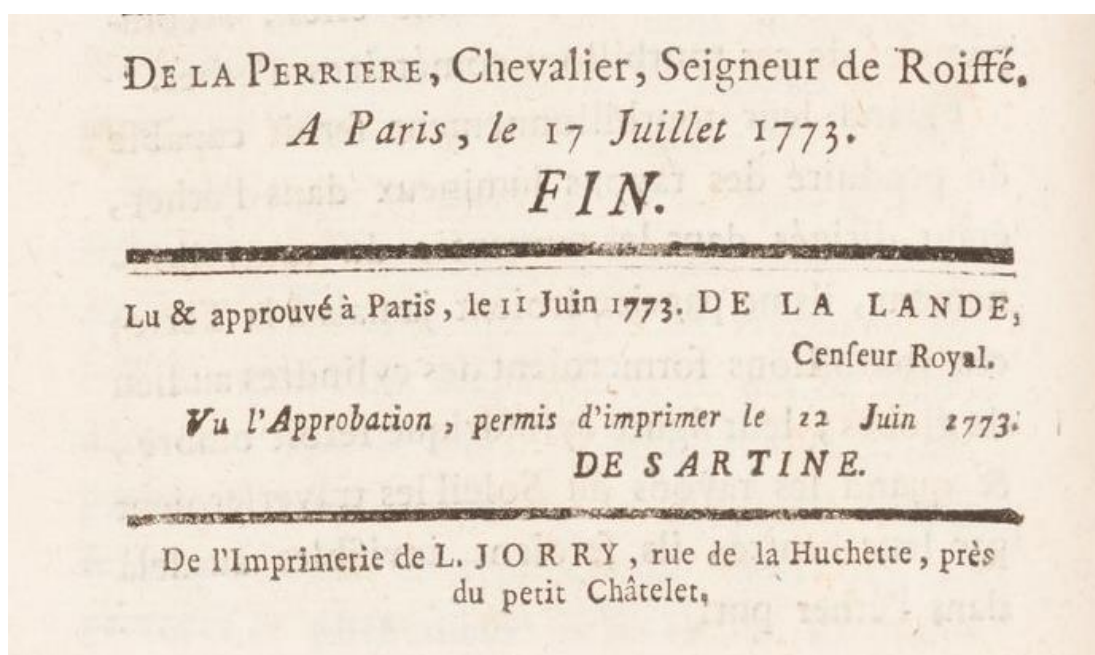 DE LA PERRIERE, Chevalier, Seigneur de Roiffé.
A Paris, le 17 Juillet 1773.
FIN.
Lu & approuvé à Paris, le 11 Juin 1773. DE LA LANDE,
Cenſeur Royal.
Vu l'Approbation, permis d'imprimer le 22 Juin 1773.
DE SARTINE.
De l'Imprimerie de L. JORRY, rue de la Huchette, près
du petit Châtelet.